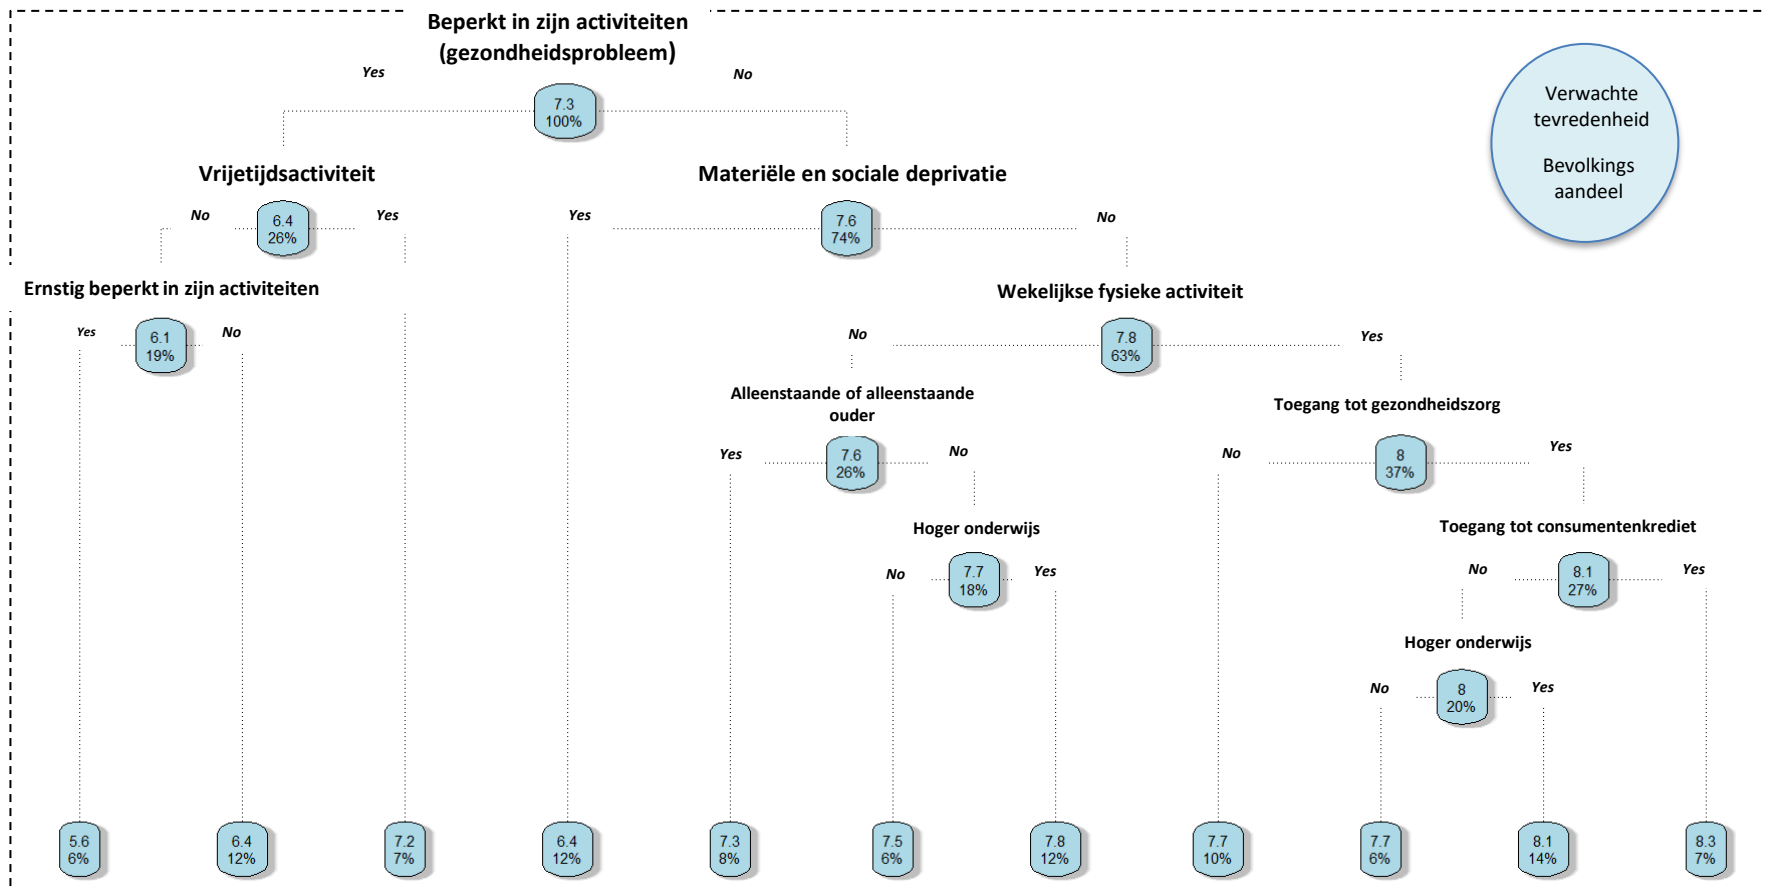 Beperkt in zijn activiteiten
(gezondheidsprobleem)
Yes
No
7.3
100%
Verwachte
tevredenheid
Bevolkings
aandeel
Vrijetijdsactiviteit
Materiële en sociale deprivatie
No
6.4
26%
Yes
Yes
7.6
74%
No
Ernstig beperkt in zijn activiteiten
Wekelijkse fysieke activiteit
Yes
6.1
19%
No
No
7.8
63%
Yes
Alleenstaande of alleenstaande
ouder
Toegang tot gezondheidszorg
Yes
7.6
26%
No
No
8
37%
Yes
Hoger onderwijs
Toegang tot consumentenkrediet
No
7.7
18%
Yes
No
8.1
27%
Yes
Hoger onderwijs
No
8
20%
Yes
5.6
6%
6.4
12%
7.2
7%
6.4
12%
7.3
8%
7.5
6%
7.8
12%
7.7
10%
7.7
6%
8.1
14%
8.3
7%